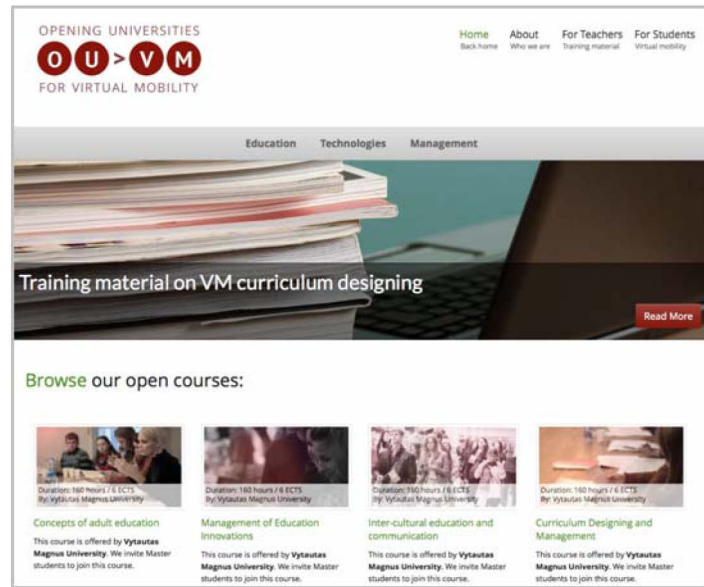 OPENING UNIVERSITIES
OU>VM
FOR VIRTUAL MOBILITY
Home About For Teachers For Students
Back home Who we are Training material Virtual mobility
Education Technologies Management
Training material on VM curriculum designing
Read More
Browse our open courses:
Duration: 160 hours / 6 ECTS
By: Vytautas Magnus University
Concepts of adult education
This course is offered by Vytautas
Magnus University. We invite Master
students to join this course.
Duration: 160 hours / 6 ECTS
By: Vytautas Magnus University
Management of Education
Innovations
This course is offered by Vytautas
Magnus University. We invite Master
students to join this course.
Duration: 160 hours / 6 ECTS
By: Vytautas Magnus University
Inter-cultural education and
communication
This course is offered by Vytautas
Magnus University. We invite Master
students to join this course.
Duration: 160 hours / 6 ECTS
By: Vytautas Magnus University
Curriculum Designing and
Management
This course is offered by Vytautas
Magnus University. We invite Master
students to join this course.